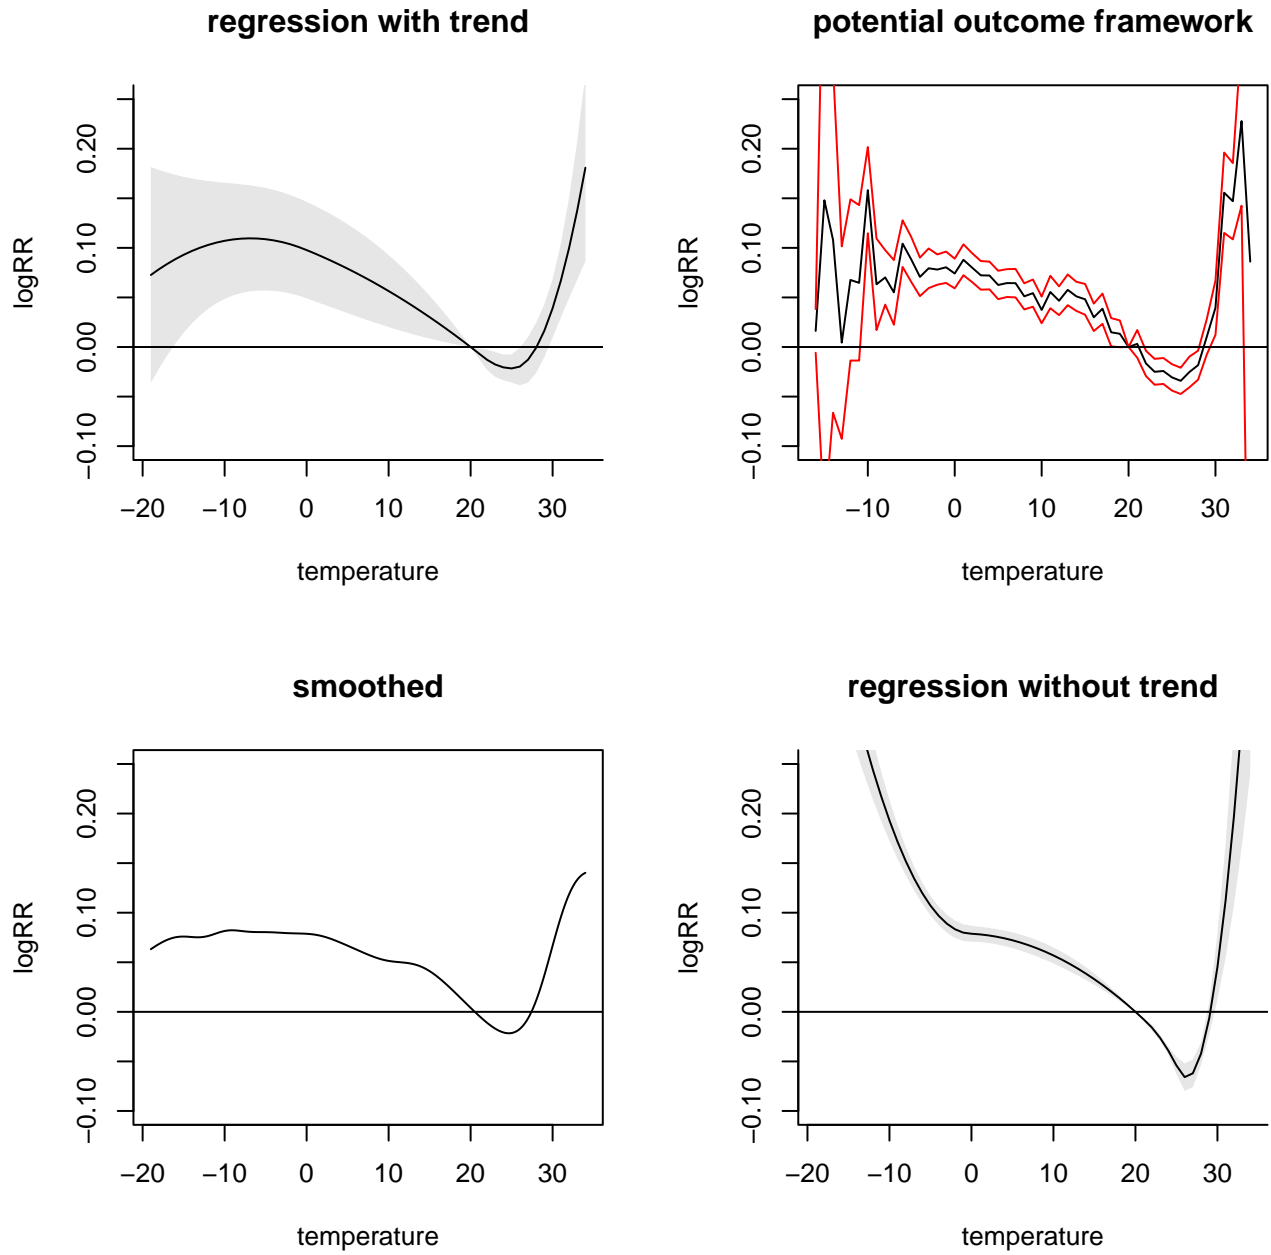 regression with trend
logRR
0.20
0.10
0.00
−0.10
−20 −10 0 10 20 30
temperature
potential outcome framework
logRR
0.20
0.10
0.00
−0.10
−10 0 10 20 30
temperature
smoothed
logRR
0.20
0.10
0.00
−0.10
−20 −10 0 10 20 30
temperature
regression without trend
logRR
0.20
0.10
0.00
−0.10
−20 −10 0 10 20 30
temperature